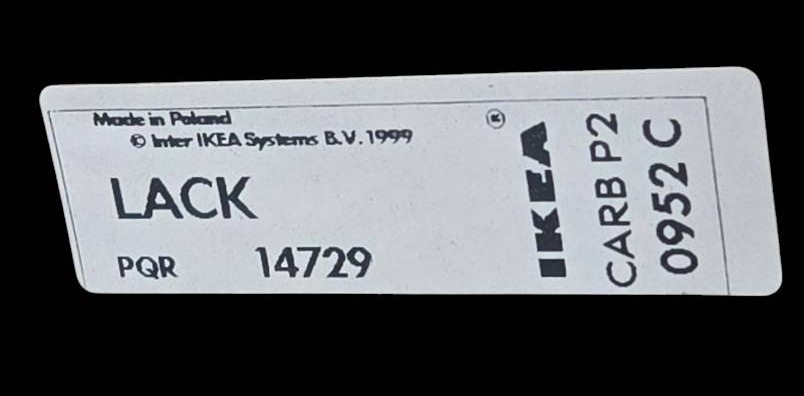 Made in Poland
© Inter IKEA Systems B.V. 1999
LACK
PQR 14729
®
IKEA
CARB P2
0952 C